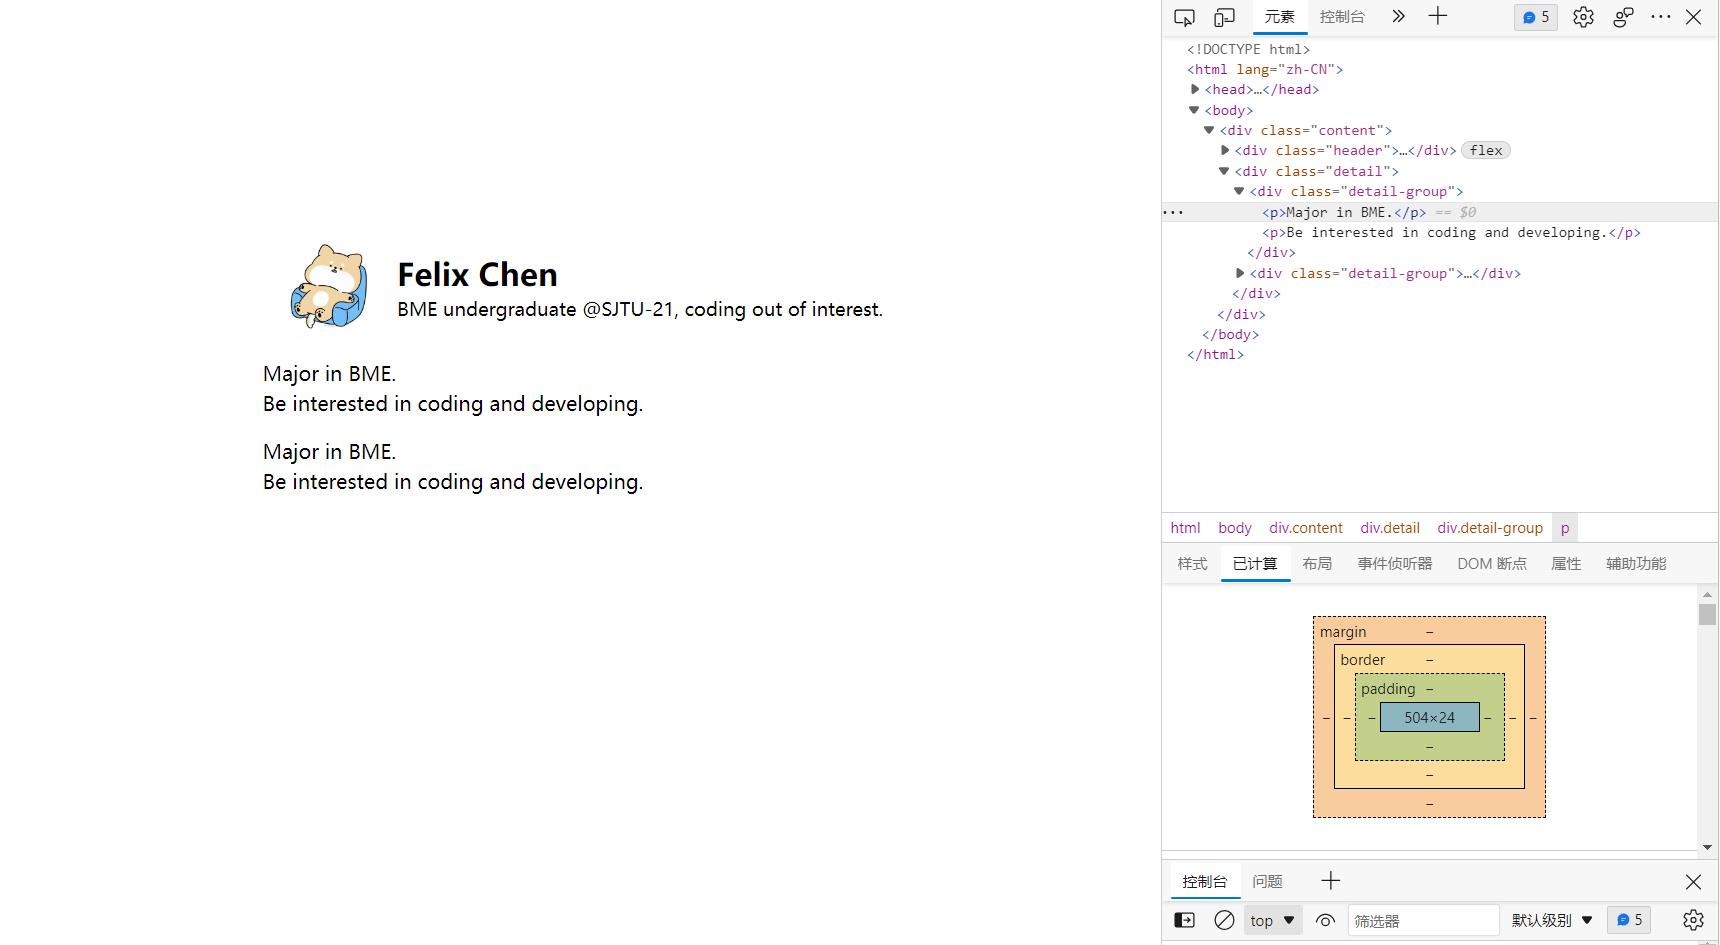 Felix Chen
BME undergraduate @SJTU-21, coding out of interest.
Major in BME.
Be interested in coding and developing.
Major in BME.
Be interested in coding and developing.
元素 控制台 5
<!DOCTYPE html>
<html lang="zh-CN">
<head>…</head>
<body>
<div class="content">
<div class="header">…</div> flex
<div class="detail">
<div class="detail-group">
<p>Major in BME.</p> == $0
<p>Be interested in coding and developing.</p>
</div>
<div class="detail-group">…</div>
</div>
</div>
</body>
</html>
html body div.content div.detail div.detail-group p
样式 已计算 布局 事件侦听器 DOM 断点 属性 辅助功能
margin –
border –
padding –
– – – 504×24 – – –
–
–
–
控制台 问题
top 筛选器 默认级别 5